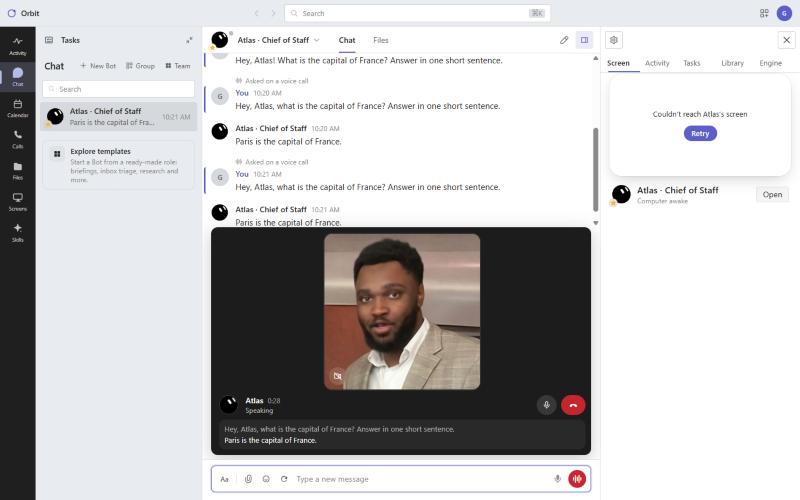 Orbit
Search
⌘K
G
Activity
Chat
Calendar
Calls
Files
Screens
Skills
Tasks
Chat
New Bot
Group
Team
Search
Atlas · Chief of Staff
Paris is the capital of Fra...
10:21 AM
Explore templates
Start a Bot from a ready-made role:
briefings, inbox triage, research and
more.
Atlas · Chief of Staff
Chat
Files
Hey, Atlas! What is the capital of France? Answer in one short sentence.
Asked on a voice call
G
You 10:20 AM
Hey, Atlas, what is the capital of France? Answer in one short sentence.
Atlas · Chief of Staff 10:20 AM
Paris is the capital of France.
Asked on a voice call
G
You 10:21 AM
Hey, Atlas, what is the capital of France? Answer in one short sentence.
Atlas · Chief of Staff 10:21 AM
Paris is the capital of France.
Atlas 0:28
Speaking
Hey, Atlas, what is the capital of France? Answer in one short sentence.
Paris is the capital of France.
Aa
Type a new message
Screen
Activity
Tasks
Library
Engine
Couldn't reach Atlas's screen
Retry
Atlas · Chief of Staff
Computer awake
Open